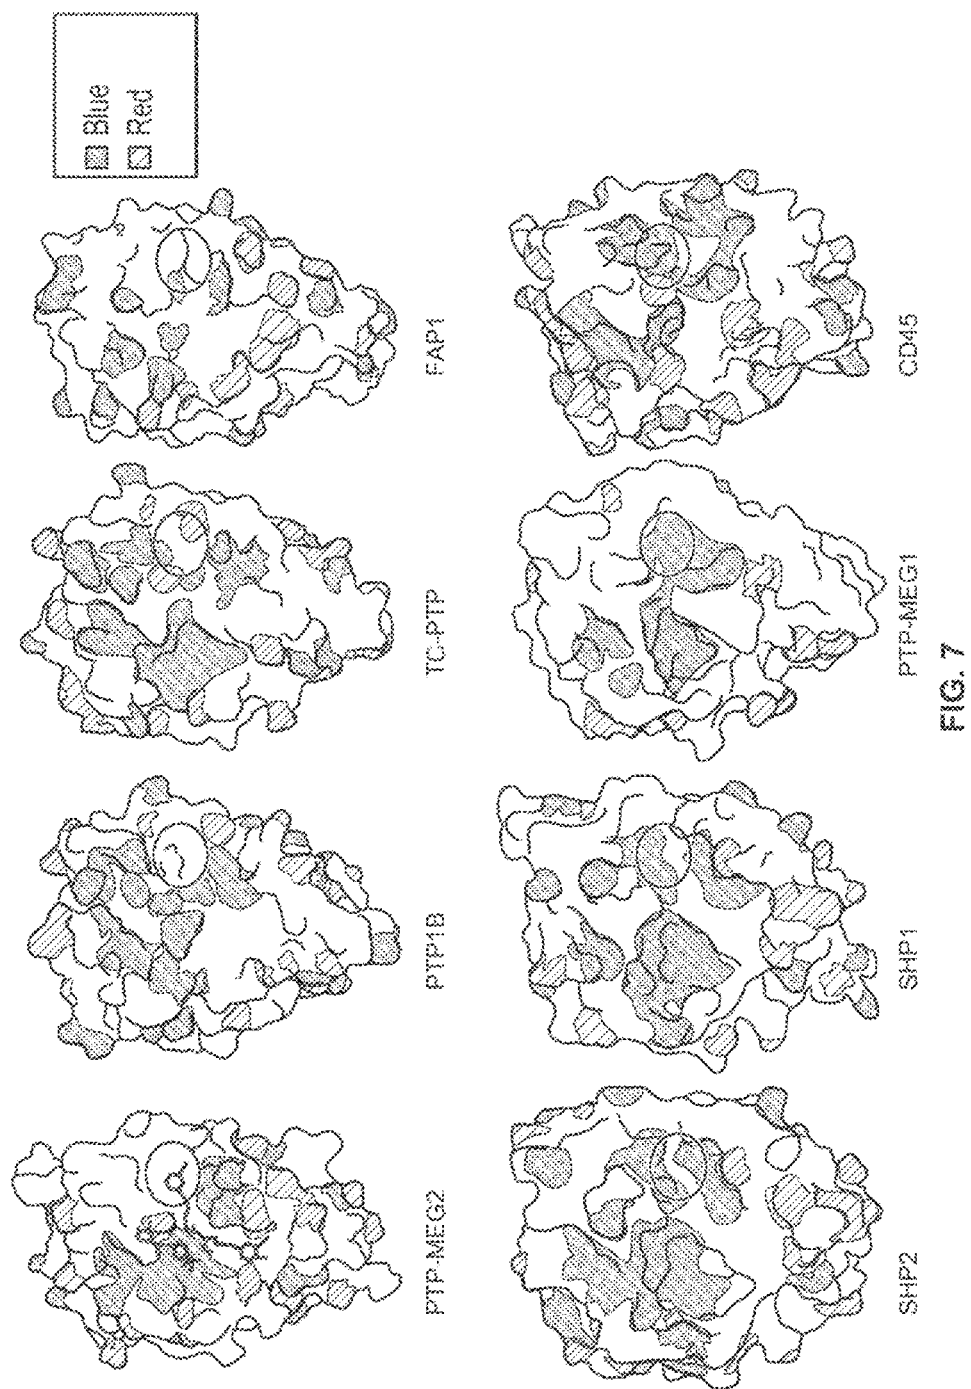 Blue
Red
PTP-MEG2
PTP1B
TC-PTP
FAP1
SHP2
SHP1
PTP-MEG1
CD45
FIG. 7